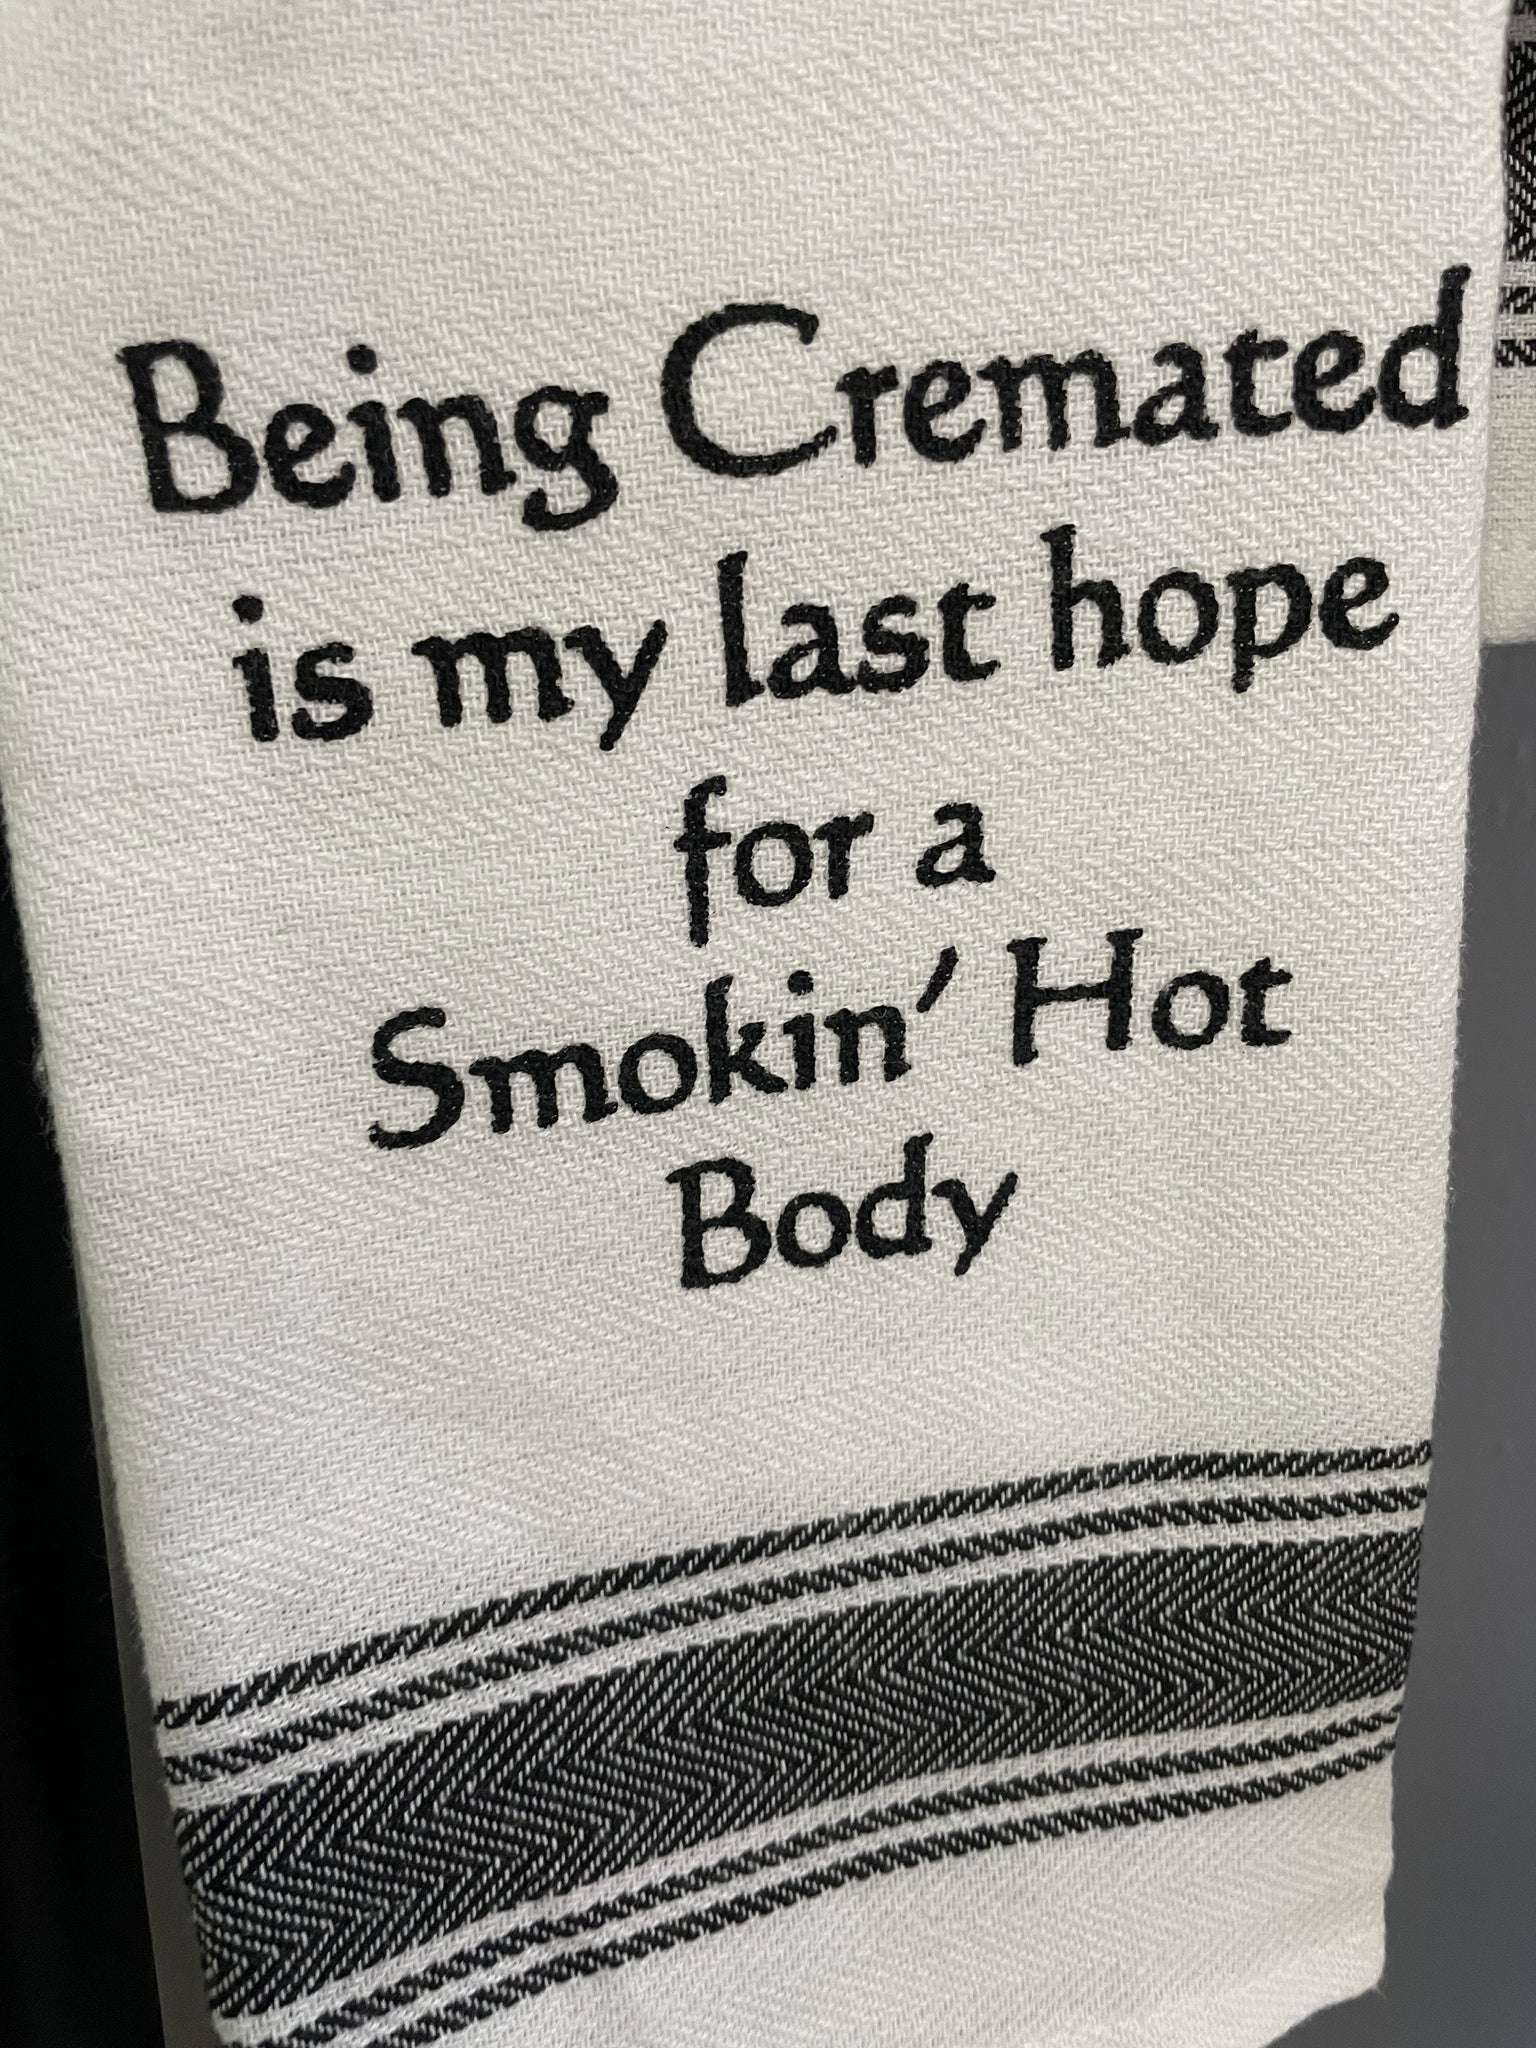 Being Cremated
is my last hope
for a
Smokin' Hot
Body